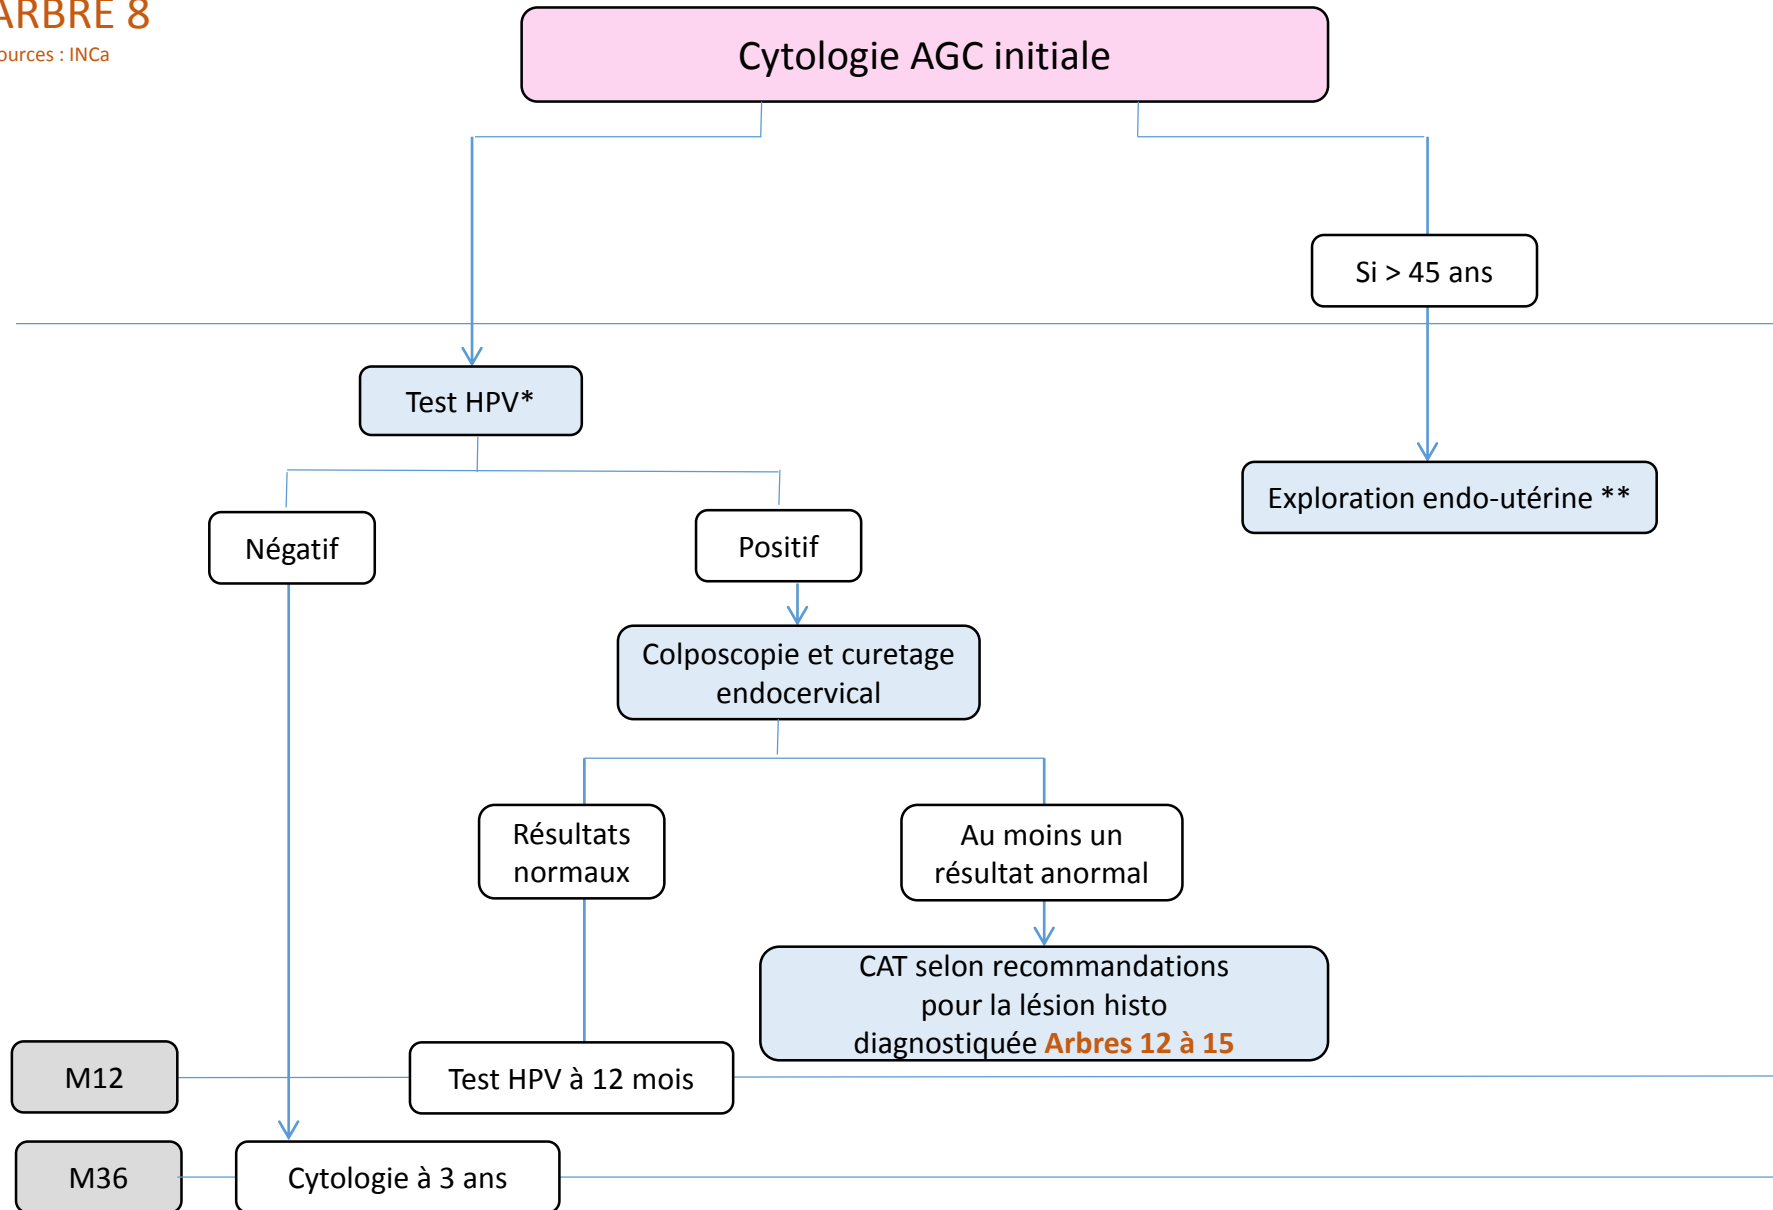 ARBRE 8
ources : INCa
Cytologie AGC initiale
Si > 45 ans
Test HPV*
Exploration endo-utérine **
Négatif
Positif
Colposcopie et curetage
endocervical
Résultats
normaux
Au moins un
résultat anormal
CAT selon recommandations
pour la lésion histo
diagnostiquée Arbres 12 à 15
M12
Test HPV à 12 mois
M36
Cytologie à 3 ans